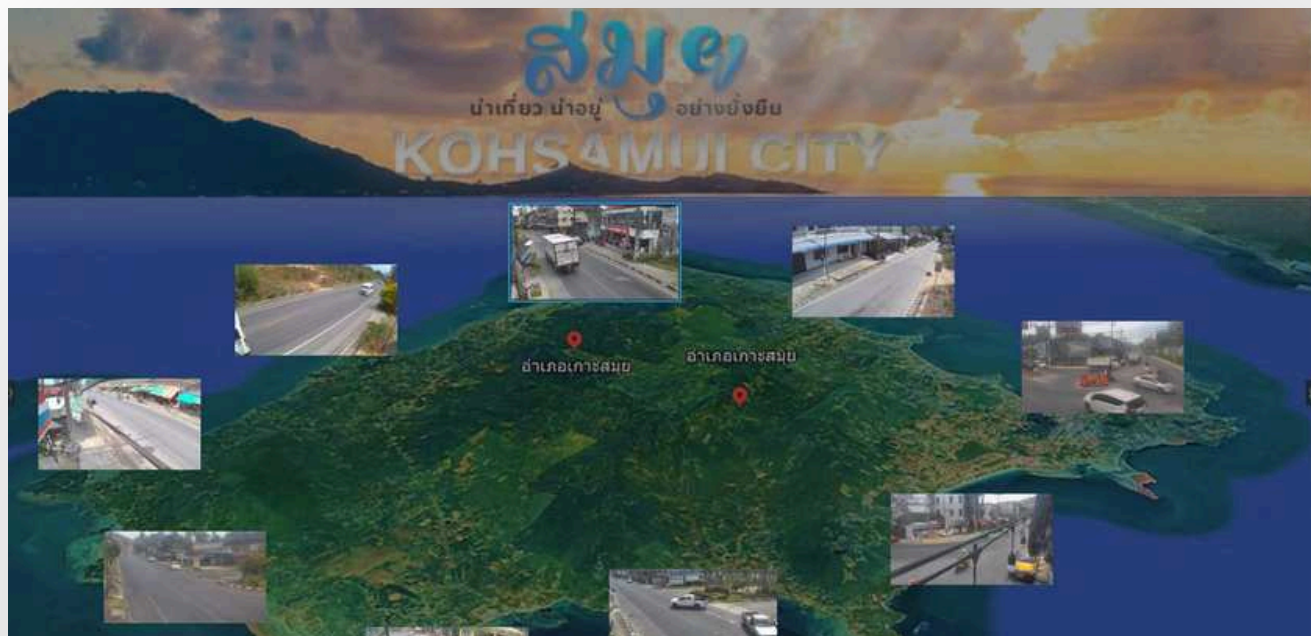 สมุย
น่าเที่ยว น่าอยู่ อย่างยั่งยืน
KOHSAMUI CITY
อำเภอเกาะสมุย
อำเภอเกาะสมุย